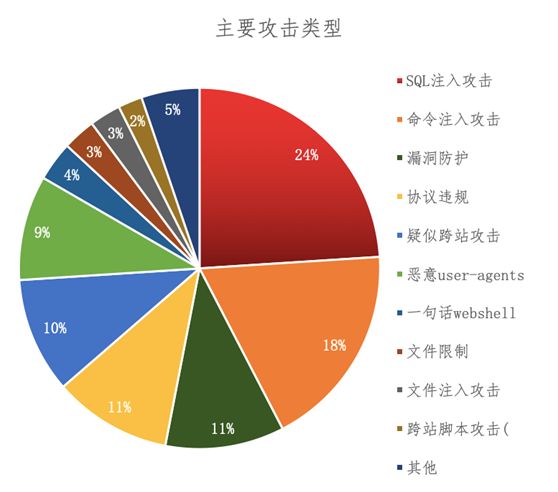 主要攻击类型
5%
2%
3%
3%
4%
9%
10%
11%
11%
18%
24%
SQL注入攻击
命令注入攻击
漏洞防护
协议违规
疑似跨站攻击
恶意user-agents
一句话webshell
文件限制
文件注入攻击
跨站脚本攻击(
其他